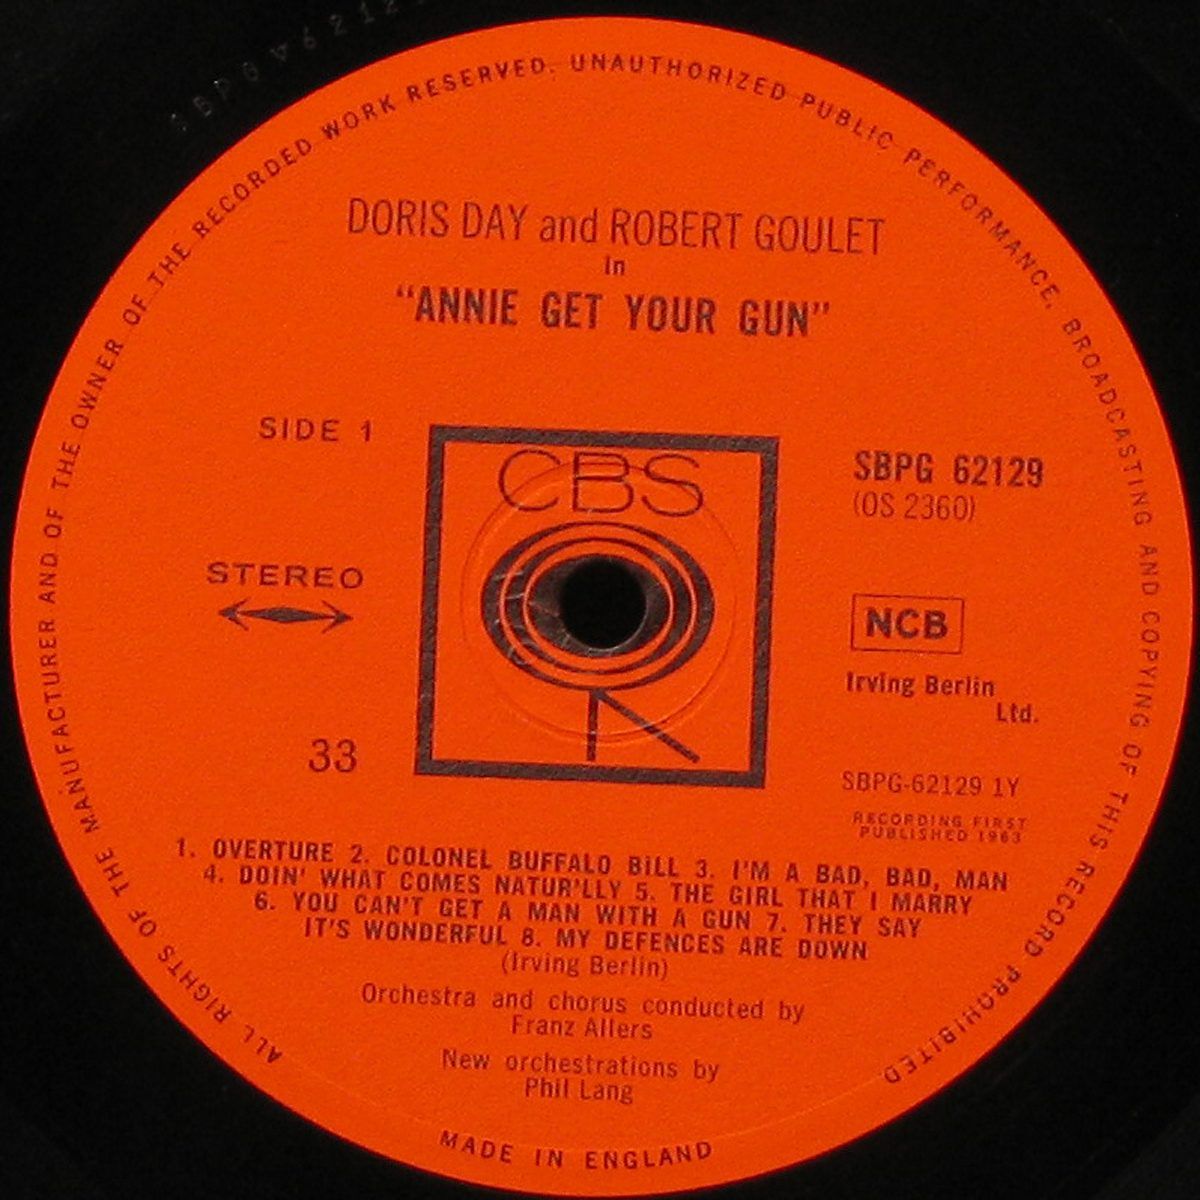 ALL RIGHTS OF THE MANUFACTURER AND OF THE OWNER OF THE RECORDED WORK RESERVED. UNAUTHORIZED PUBLIC PERFORMANCE, BROADCASTING AND COPYING OF THIS RECORD PROHIBITED
DORIS DAY and ROBERT GOULET
in
"ANNIE GET YOUR GUN"
SIDE 1
CBS
SBPG 62129
(OS 2360)
STEREO
NCB
Irving Berlin
Ltd.
33
SBPG-62129 1Y
RECORDING FIRST
PUBLISHED 1963
1. OVERTURE 2. COLONEL BUFFALO BiLL 3. I'M A BAD, BAD, MAN
4. DOIN' WHAT COMES NATUR'LLY 5. THE GIRL THAT I MARRY
6. YOU CAN'T GET A MAN WITH A GUN 7. THEY SAY
IT'S WONDERFUL 8. MY DEFENCES ARE DOWN
(Irving Berlin)
Orchestra and chorus conducted by
Franz Allers
New orchestrations by
Phil Lang
MADE IN ENGLAND